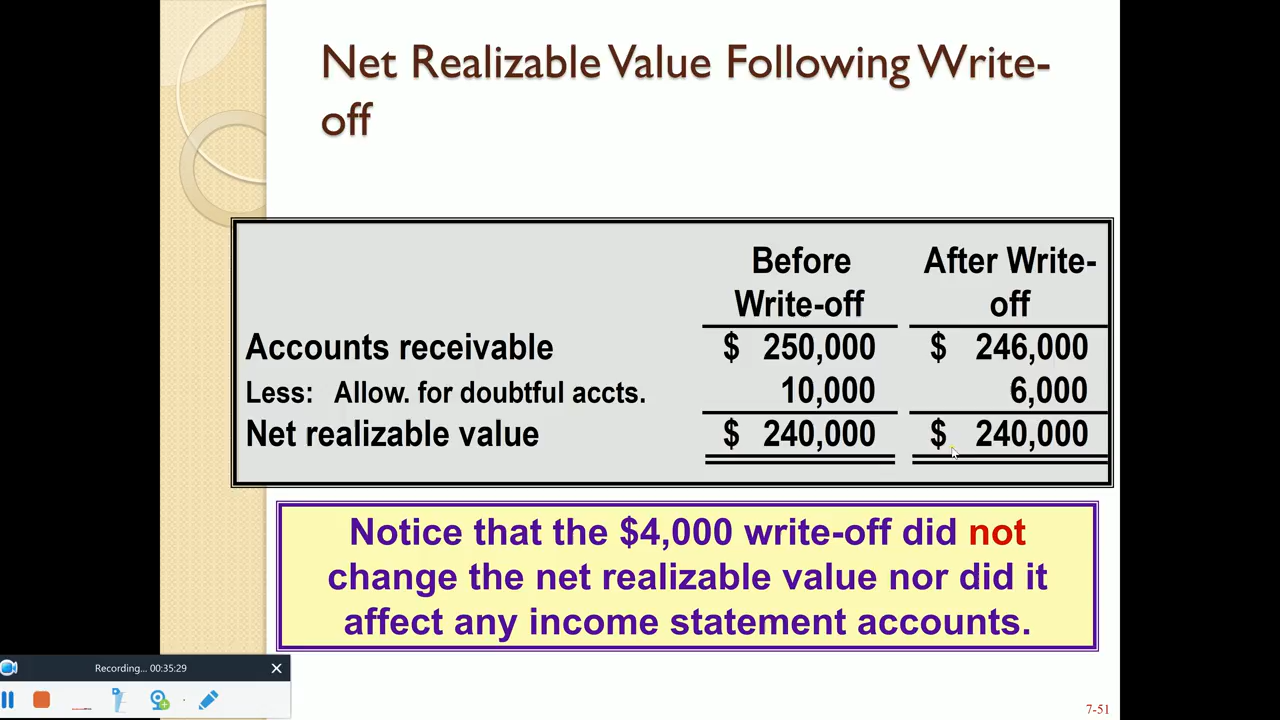 Net Realizable Value Following Write-
off
Before
Write-off
After Write-
off
Accounts receivable $ 250,000 $ 246,000
Less: Allow. for doubtful accts. 10,000 6,000
Net realizable value $ 240,000 $ 240,000
Notice that the $4,000 write-off did not
change the net realizable value nor did it
affect any income statement accounts.
Recording... 00:35:29
7-51